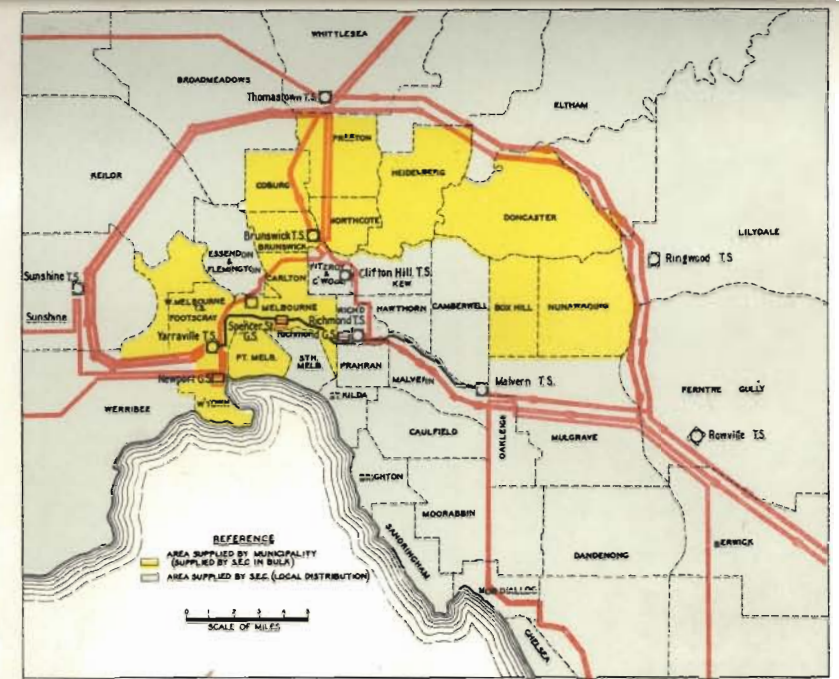 WHITTLESEA
BROADMEADOWS
Thomastown T.S.
ELTHAM
PRESTON
KEILOR
COBURG
HEIDELBERG
NORTHCOTE
DONCASTER
LILYDALE
Brunswick T.S.
BRUNSWICK
ESSENDON
&
FLEMINGTON
CARLTON
FITZROY
&
C'WOOD
Clifton Hill T.S.
KEW
Ringwood T.S
Sunshine T.S.
W. MELBOURNE
T.S.
FOOTSCRAY
MELBOURNE
RICH'D
HAWTHORN
CAMBERWELL
BOX HILL
NUNAWADING
Sunshine
Spencer St
G.S.
Richmond T.S.
Richmond G.S.
Yarraville T.S.
PT. MELB.
STH.
MELB.
PRAHRAN
MALVERN
Malvern T.S.
Newport G.S.
WERRIBEE
W'TOWN
ST KILDA
FERNTRE GULLY
CAULFIELD
OAKLEIGH
MULGRAVE
Rowville T.S.
BRIGHTON
MOORABBIN
SANDRINGHAM
DANDENONG
BERWICK
MORDIALLOC
CHELSEA
REFERENCE
AREA SUPPLIED BY MUNICIPALITY
(SUPPLIED BY S.E.C. IN BULK)
AREA SUPPLIED BY S.E.C. (LOCAL DISTRIBUTION)
SCALE OF MILES